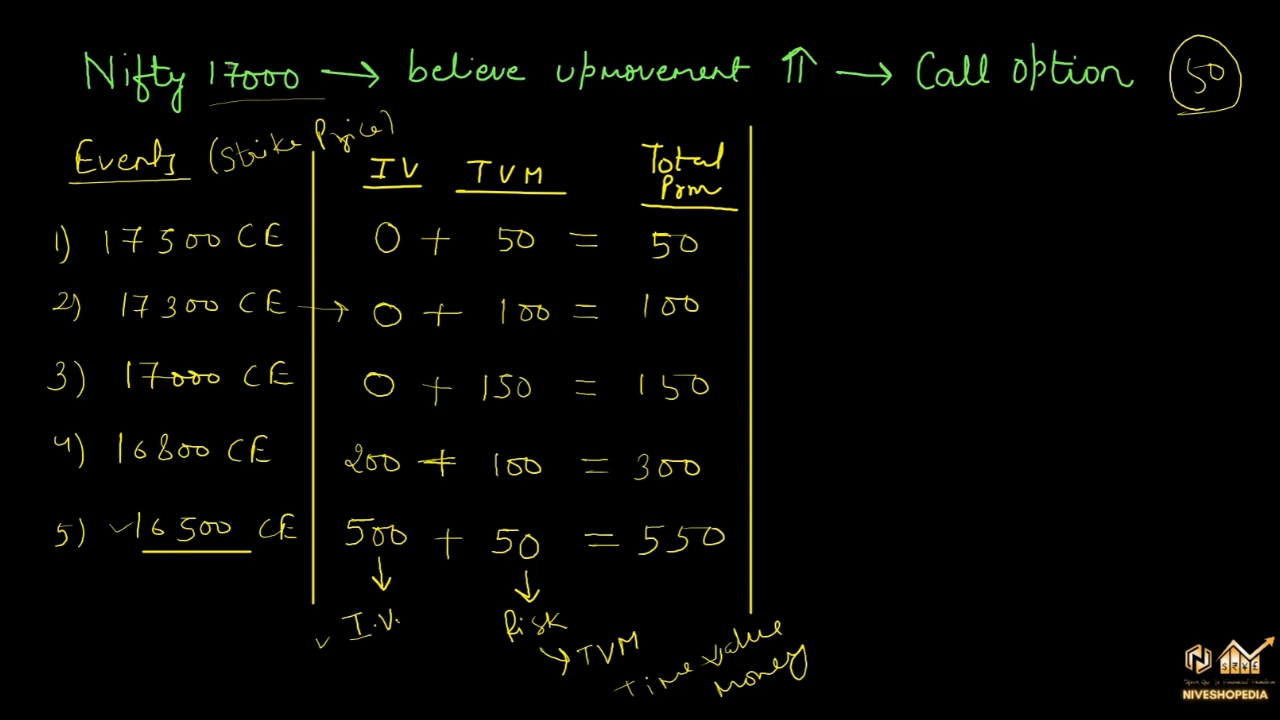 Nifty 17000 → believe upmovement ⇑ → Call option 50
Events (Strike Price) IV TVM Total Prm
1) 17500 CE 0 + 50 = 50
2) 17300 CE → 0 + 100 = 100
3) 17000 CE 0 + 150 = 150
4) 16800 CE 200 + 100 = 300
5) ✓16500 CE 500 + 50 = 550
✓ I.V. Risk
→ TVM
Time value money
NIVESHOPEDIA